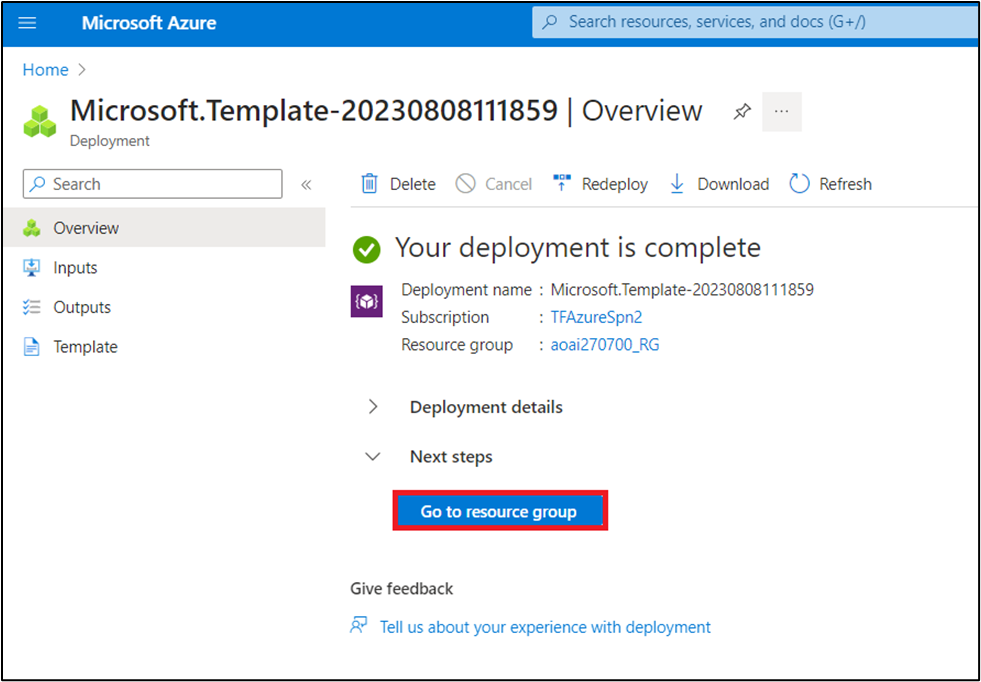 Microsoft Azure
Search resources, services, and docs (G+/)
Home >
Microsoft.Template-20230808111859 | Overview
...
Deployment
Search
«
Delete
Cancel
Redeploy
Download
Refresh
Overview
Inputs
Outputs
Template
Your deployment is complete
Deployment name : Microsoft.Template-20230808111859
Subscription : TFAzureSpn2
Resource group : aoai270700_RG
Deployment details
Next steps
Go to resource group
Give feedback
Tell us about your experience with deployment